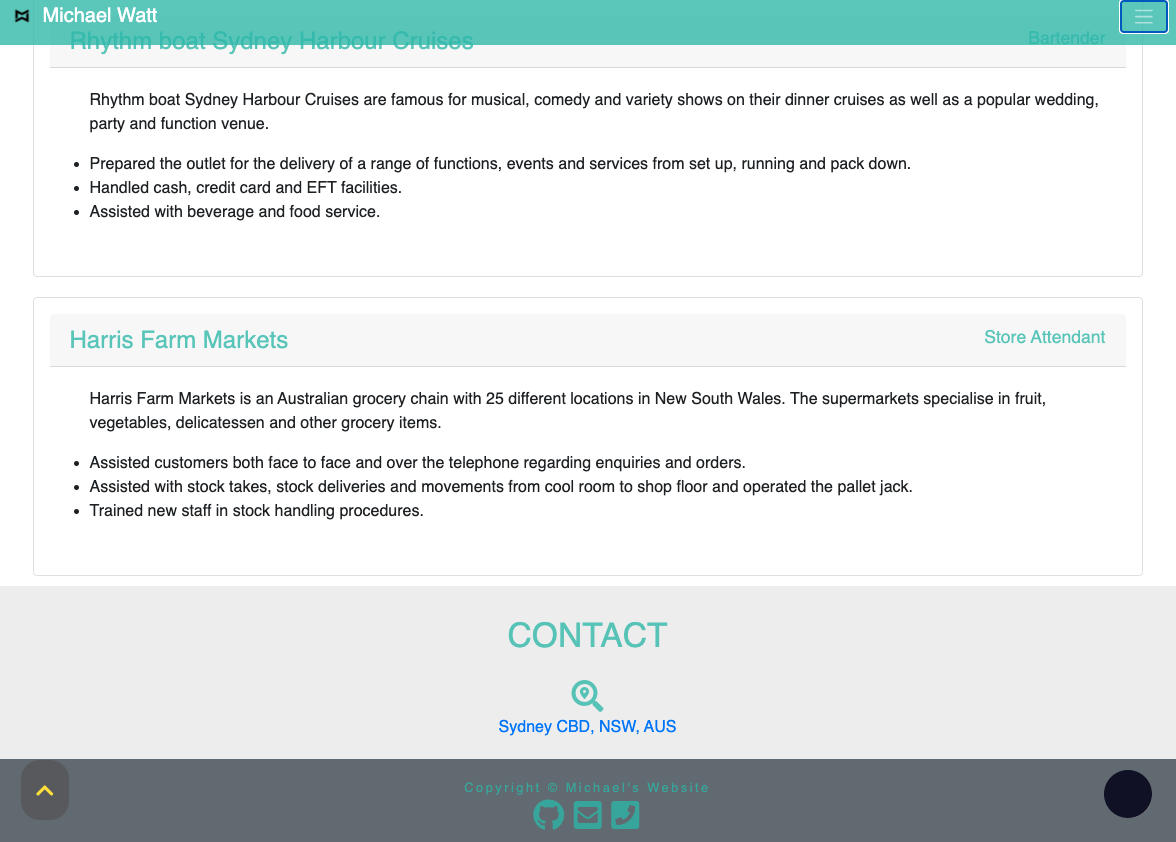 Michael Watt
Rhythm boat Sydney Harbour Cruises
Bartender
Rhythm boat Sydney Harbour Cruises are famous for musical, comedy and variety shows on their dinner cruises as well as a popular wedding,
party and function venue.
Prepared the outlet for the delivery of a range of functions, events and services from set up, running and pack down.
Handled cash, credit card and EFT facilities.
Assisted with beverage and food service.
Harris Farm Markets
Store Attendant
Harris Farm Markets is an Australian grocery chain with 25 different locations in New South Wales. The supermarkets specialise in fruit,
vegetables, delicatessen and other grocery items.
Assisted customers both face to face and over the telephone regarding enquiries and orders.
Assisted with stock takes, stock deliveries and movements from cool room to shop floor and operated the pallet jack.
Trained new staff in stock handling procedures.
CONTACT
Sydney CBD, NSW, AUS
Copyright © Michael's Website